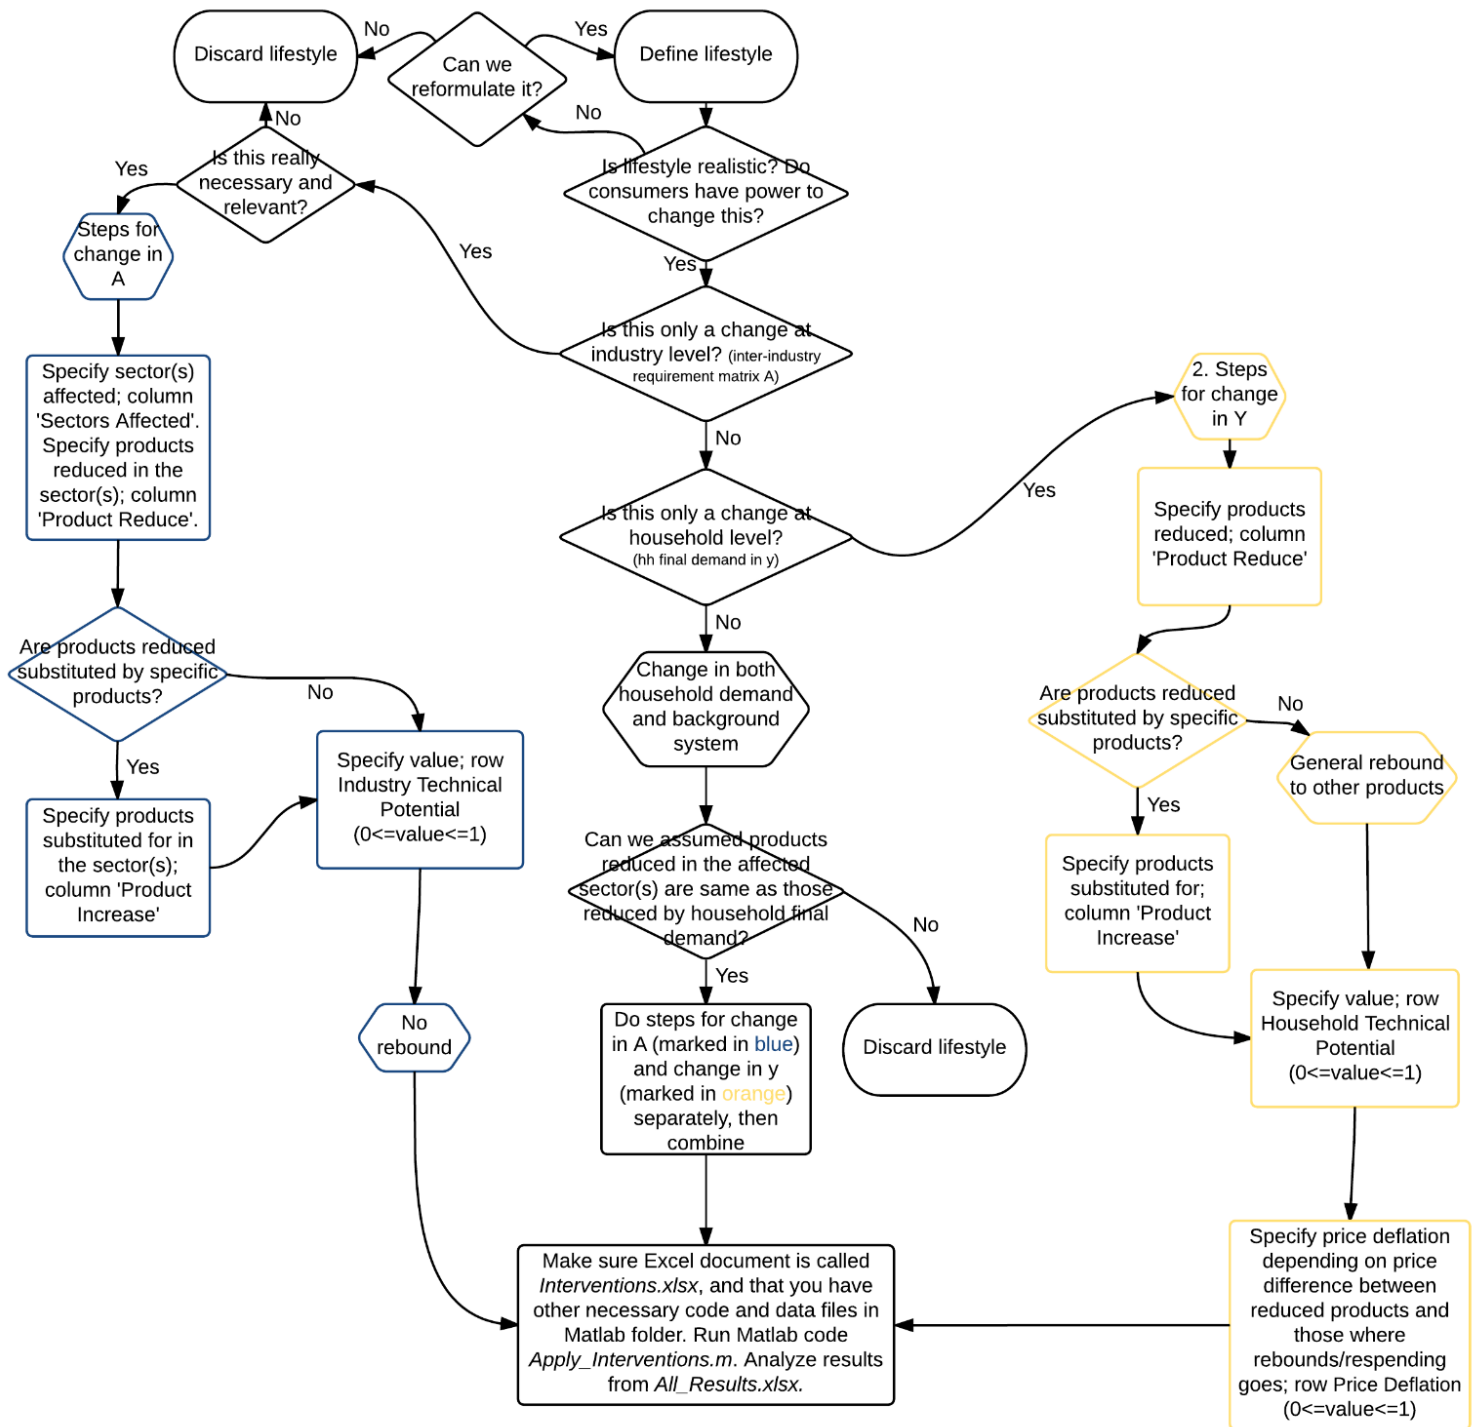 Discard lifestyle
No
Can we
reformulate it?
Yes
Define lifestyle
No
No
Is this really
necessary and
relevant?
Yes
Is lifestyle realistic? Do
consumers have power to
change this?
Steps for
change in
A
Yes
Yes
Is this only a change at
industry level? (inter-industry
requirement matrix A)
No
Specify sector(s)
affected; column
'Sectors Affected'.
Specify products
reduced in the
sector(s); column
'Product Reduce'.
Is this only a change at
household level?
(hh final demand in y)
Yes
2. Steps
for change
in Y
Specify products
reduced; column
'Product Reduce'
No
Are products reduced
substituted by specific
products?
No
Yes
Specify products
substituted for in
the sector(s);
column 'Product
Increase'
Specify value; row
Industry Technical
Potential
(0<=value<=1)
Change in both
household demand
and background
system
Are products reduced
substituted by specific
products?
No
General rebound
to other products
Yes
Specify products
substituted for;
column 'Product
Increase'
Can we assumed products
reduced in the affected
sector(s) are same as those
reduced by household final
demand?
No
Yes
No
rebound
Do steps for change
in A (marked in blue)
and change in y
(marked in orange)
separately, then
combine
Discard lifestyle
Specify value; row
Household Technical
Potential
(0<=value<=1)
Make sure Excel document is called
Interventions.xlsx, and that you have
other necessary code and data files in
Matlab folder. Run Matlab code
Apply_Interventions.m. Analyze results
from All_Results.xlsx.
Specify price deflation
depending on price
difference between
reduced products and
those where
rebounds/respending
goes; row Price Deflation
(0<=value<=1)